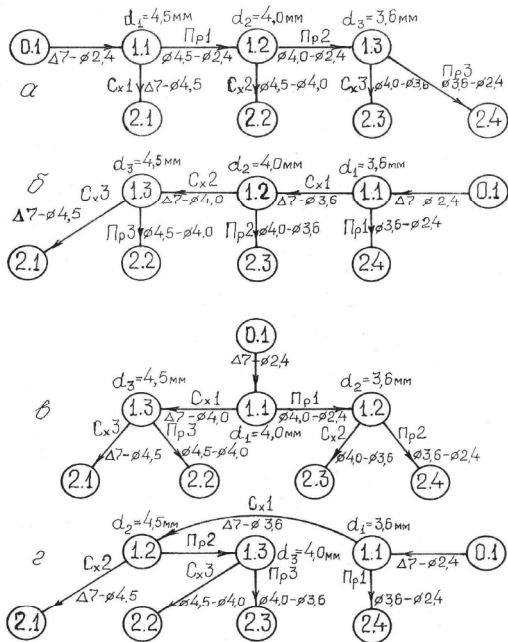 d₁=4,5мм d₂=4,0мм d₃=3,6мм
0.1 Δ7-ø2,4 1.1 Пр1 ø4,5-ø2,4 1.2 Пр2 ø4,0-ø2,4 1.3
а Сх1 Δ7-ø4,5 Сх2 ø4,5-ø4,0 Сх3 ø4,0-ø3,6 Пр3 ø3,6-ø2,4
2.1 2.2 2.3 2.4
б d₃=4,5мм d₂=4,0мм d₁=3,6мм
1.3 Сх2 Δ7-ø4,0 1.2 Сх1 Δ7-ø3,6 1.1 Δ7-ø2,4 0.1
Сх3 Δ7-ø4,5 Пр3 ø4,5-ø4,0 Пр2 ø4,0-ø3,6 Пр1 ø3,6-ø2,4
2.1 2.2 2.3 2.4
0.1
Δ7-ø2,4
в d₃=4,5мм d₂=3,6мм
1.3 Сх1 Δ7-ø4,0 1.1 Пр1 ø4,0-ø2,4 1.2
d₁=4,0мм
Сх3 Δ7-ø4,5 Пр3 ø4,5-ø4,0 Сх2 ø4,0-ø3,6 Пр2 ø3,6-ø2,4
2.1 2.2 2.3 2.4
Сх1
г d₂=4,5мм Δ7-ø3,6 d₁=3,6мм
1.2 Пр2 1.3 d₃=4,0мм 1.1 Δ7-ø2,4 0.1
Сх2 Δ7-ø4,5 Сх3 ø4,5-ø4,0 Пр3 ø4,0-ø3,6 Пр1 ø3,6-ø2,4
2.1 2.2 2.3 2.4